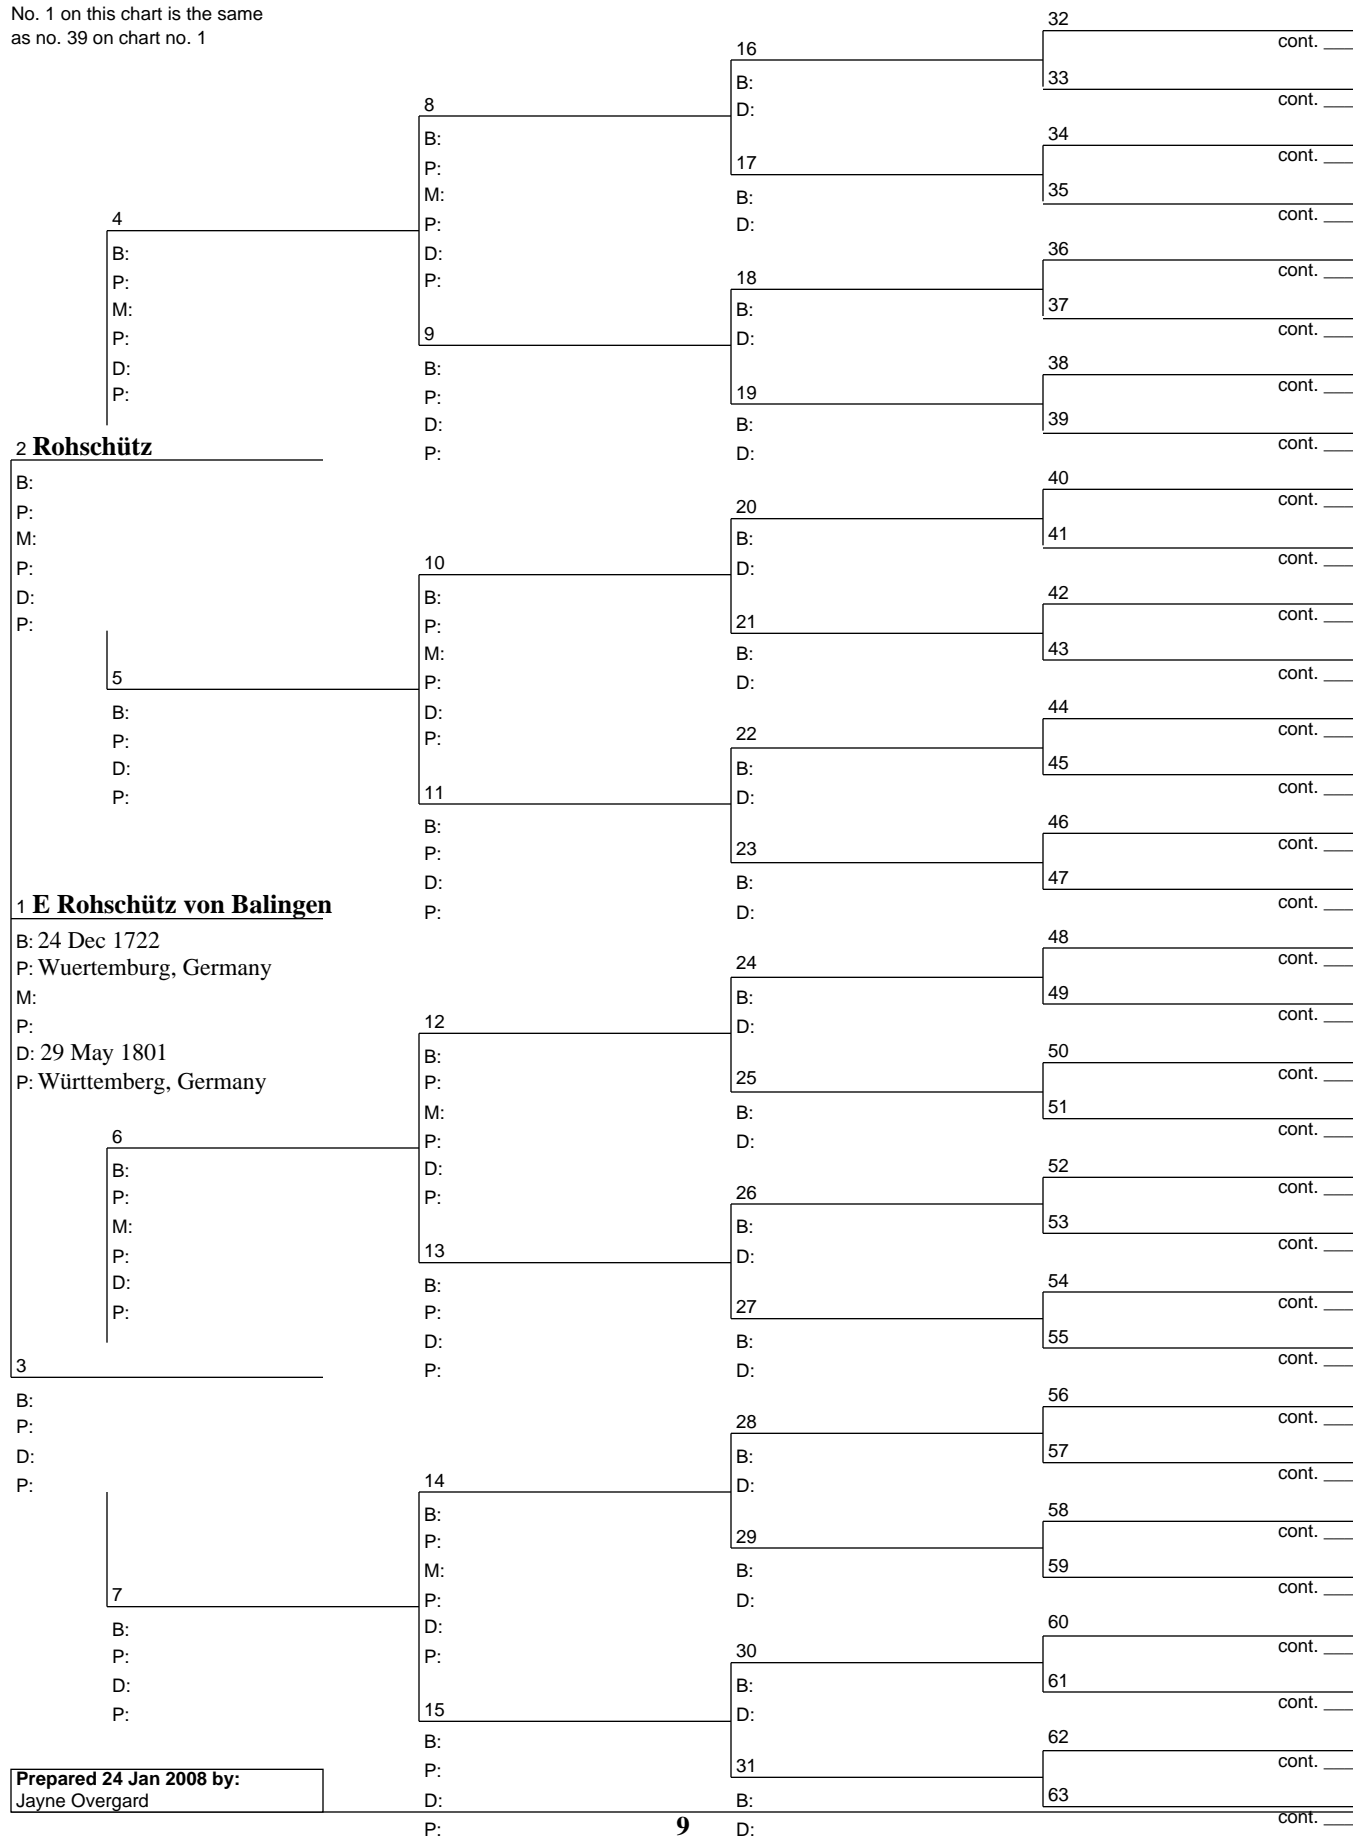 No. 1 on this chart is the same
as no. 39 on chart no. 1
2 Rohschütz
B:
P:
M:
P:
D:
P:
1 E Rohschütz von Balingen
B: 24 Dec 1722
P: Wuertemburg, Germany
M:
P:
D: 29 May 1801
P: Württemberg, Germany
3
B:
P:
D:
P:
4
B:
P:
M:
P:
D:
P:
5
B:
P:
D:
P:
6
B:
P:
M:
P:
D:
P:
7
B:
P:
D:
P:
8
B:
P:
M:
P:
D:
P:
9
B:
P:
D:
P:
10
B:
P:
M:
P:
D:
P:
11
B:
P:
D:
P:
12
B:
P:
M:
P:
D:
P:
13
B:
P:
D:
P:
14
B:
P:
M:
P:
D:
P:
15
B:
P:
D:
P:
16
B:
D:
17
B:
D:
18
B:
D:
19
B:
D:
20
B:
D:
21
B:
D:
22
B:
D:
23
B:
D:
24
B:
D:
25
B:
D:
26
B:
D:
27
B:
D:
28
B:
D:
29
B:
D:
30
B:
D:
31
B:
D:
32
cont. ___
33
cont. ___
34
cont. ___
35
cont. ___
36
cont. ___
37
cont. ___
38
cont. ___
39
cont. ___
40
cont. ___
41
cont. ___
42
cont. ___
43
cont. ___
44
cont. ___
45
cont. ___
46
cont. ___
47
cont. ___
48
cont. ___
49
cont. ___
50
cont. ___
51
cont. ___
52
cont. ___
53
cont. ___
54
cont. ___
55
cont. ___
56
cont. ___
57
cont. ___
58
cont. ___
59
cont. ___
60
cont. ___
61
cont. ___
62
cont. ___
63
cont. ___
Prepared 24 Jan 2008 by:
Jayne Overgard
9